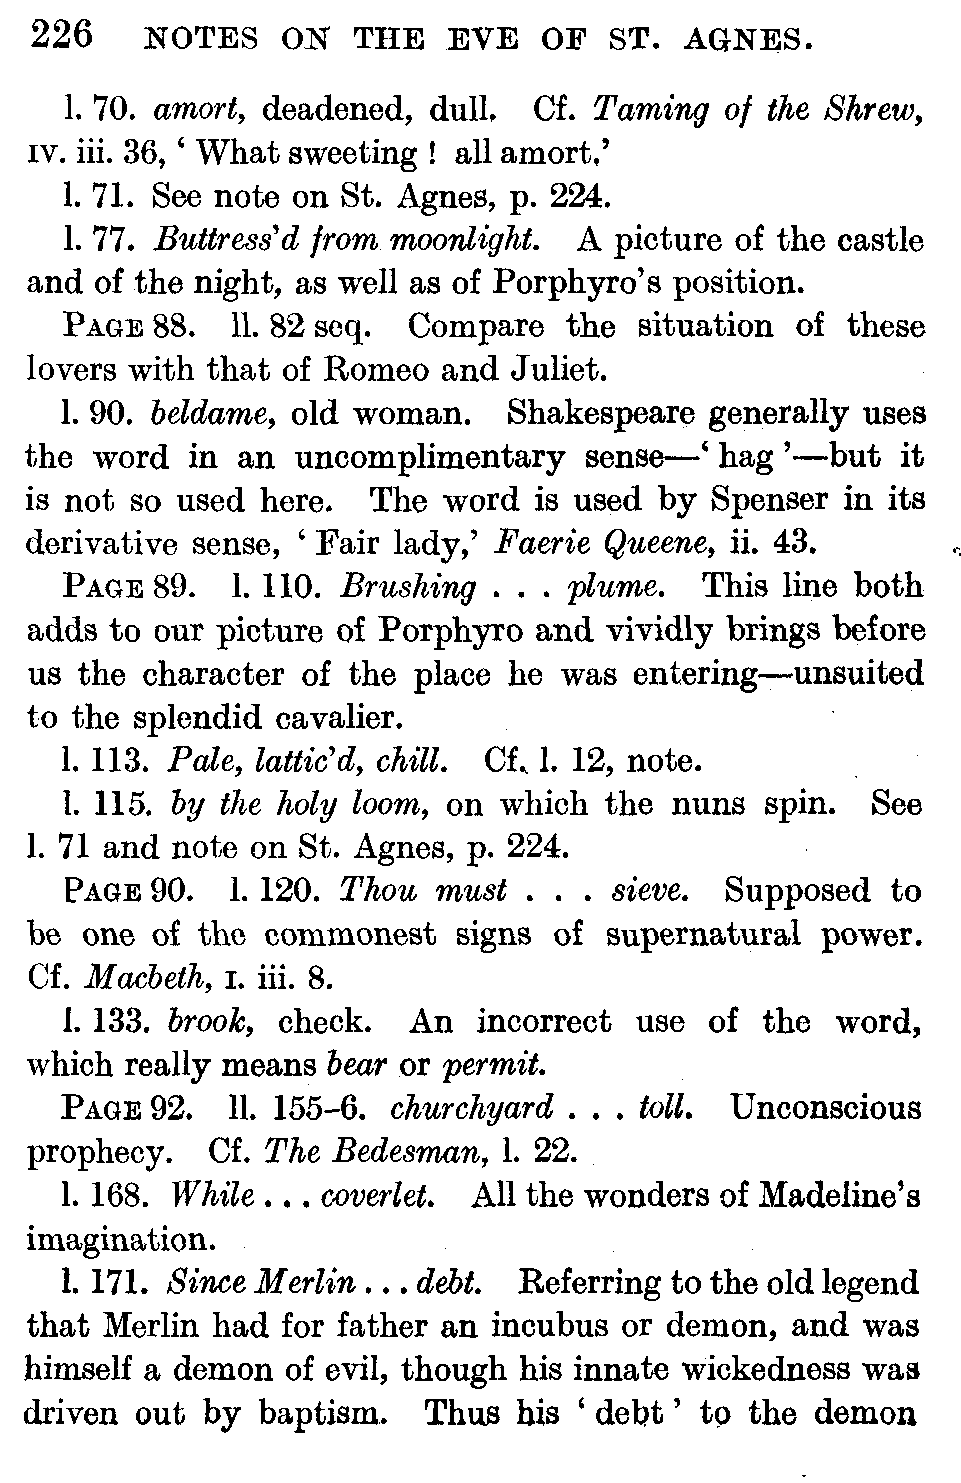 226 NOTES ON THE EVE OF ST. AGNES.
l. 70. amort, deadened, dull. Cf. Taming of the Shrew,
IV. iii. 36, ‘ What sweeting ! all amort.’
l. 71. See note on St. Agnes, p. 224.
l. 77. Buttress'd from moonlight. A picture of the castle
and of the night, as well as of Porphyro's position.
PAGE 88. ll. 82 seq. Compare the situation of these
lovers with that of Romeo and Juliet.
l. 90. beldame, old woman. Shakespeare generally uses
the word in an uncomplimentary sense—‘ hag ’—but it
is not so used here. The word is used by Spenser in its
derivative sense, ‘ Fair lady,’ Faerie Queene, ii. 43.
PAGE 89. l. 110. Brushing . . . plume. This line both
adds to our picture of Porphyro and vividly brings before
us the character of the place he was entering—unsuited
to the splendid cavalier.
l. 113. Pale, lattic'd, chill. Cf. l. 12, note.
l. 115. by the holy loom, on which the nuns spin. See
l. 71 and note on St. Agnes, p. 224.
PAGE 90. l. 120. Thou must . . . sieve. Supposed to
be one of the commonest signs of supernatural power.
Cf. Macbeth, I. iii. 8.
l. 133. brook, check. An incorrect use of the word,
which really means bear or permit.
PAGE 92. ll. 155–6. churchyard . . . toll. Unconscious
prophecy. Cf. The Bedesman, l. 22.
l. 168. While . . . coverlet. All the wonders of Madeline's
imagination.
l. 171. Since Merlin . . . debt. Referring to the old legend
that Merlin had for father an incubus or demon, and was
himself a demon of evil, though his innate wickedness was
driven out by baptism. Thus his ‘ debt ’ to the demon